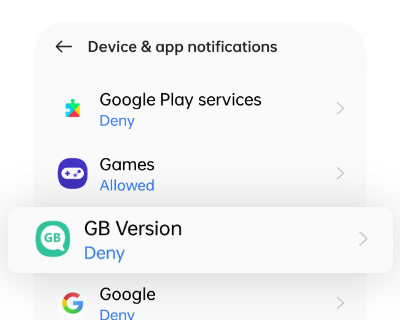 Device & app notifications
Google Play services
Deny
Games
Allowed
GB
GB Version
Deny
Google
Deny